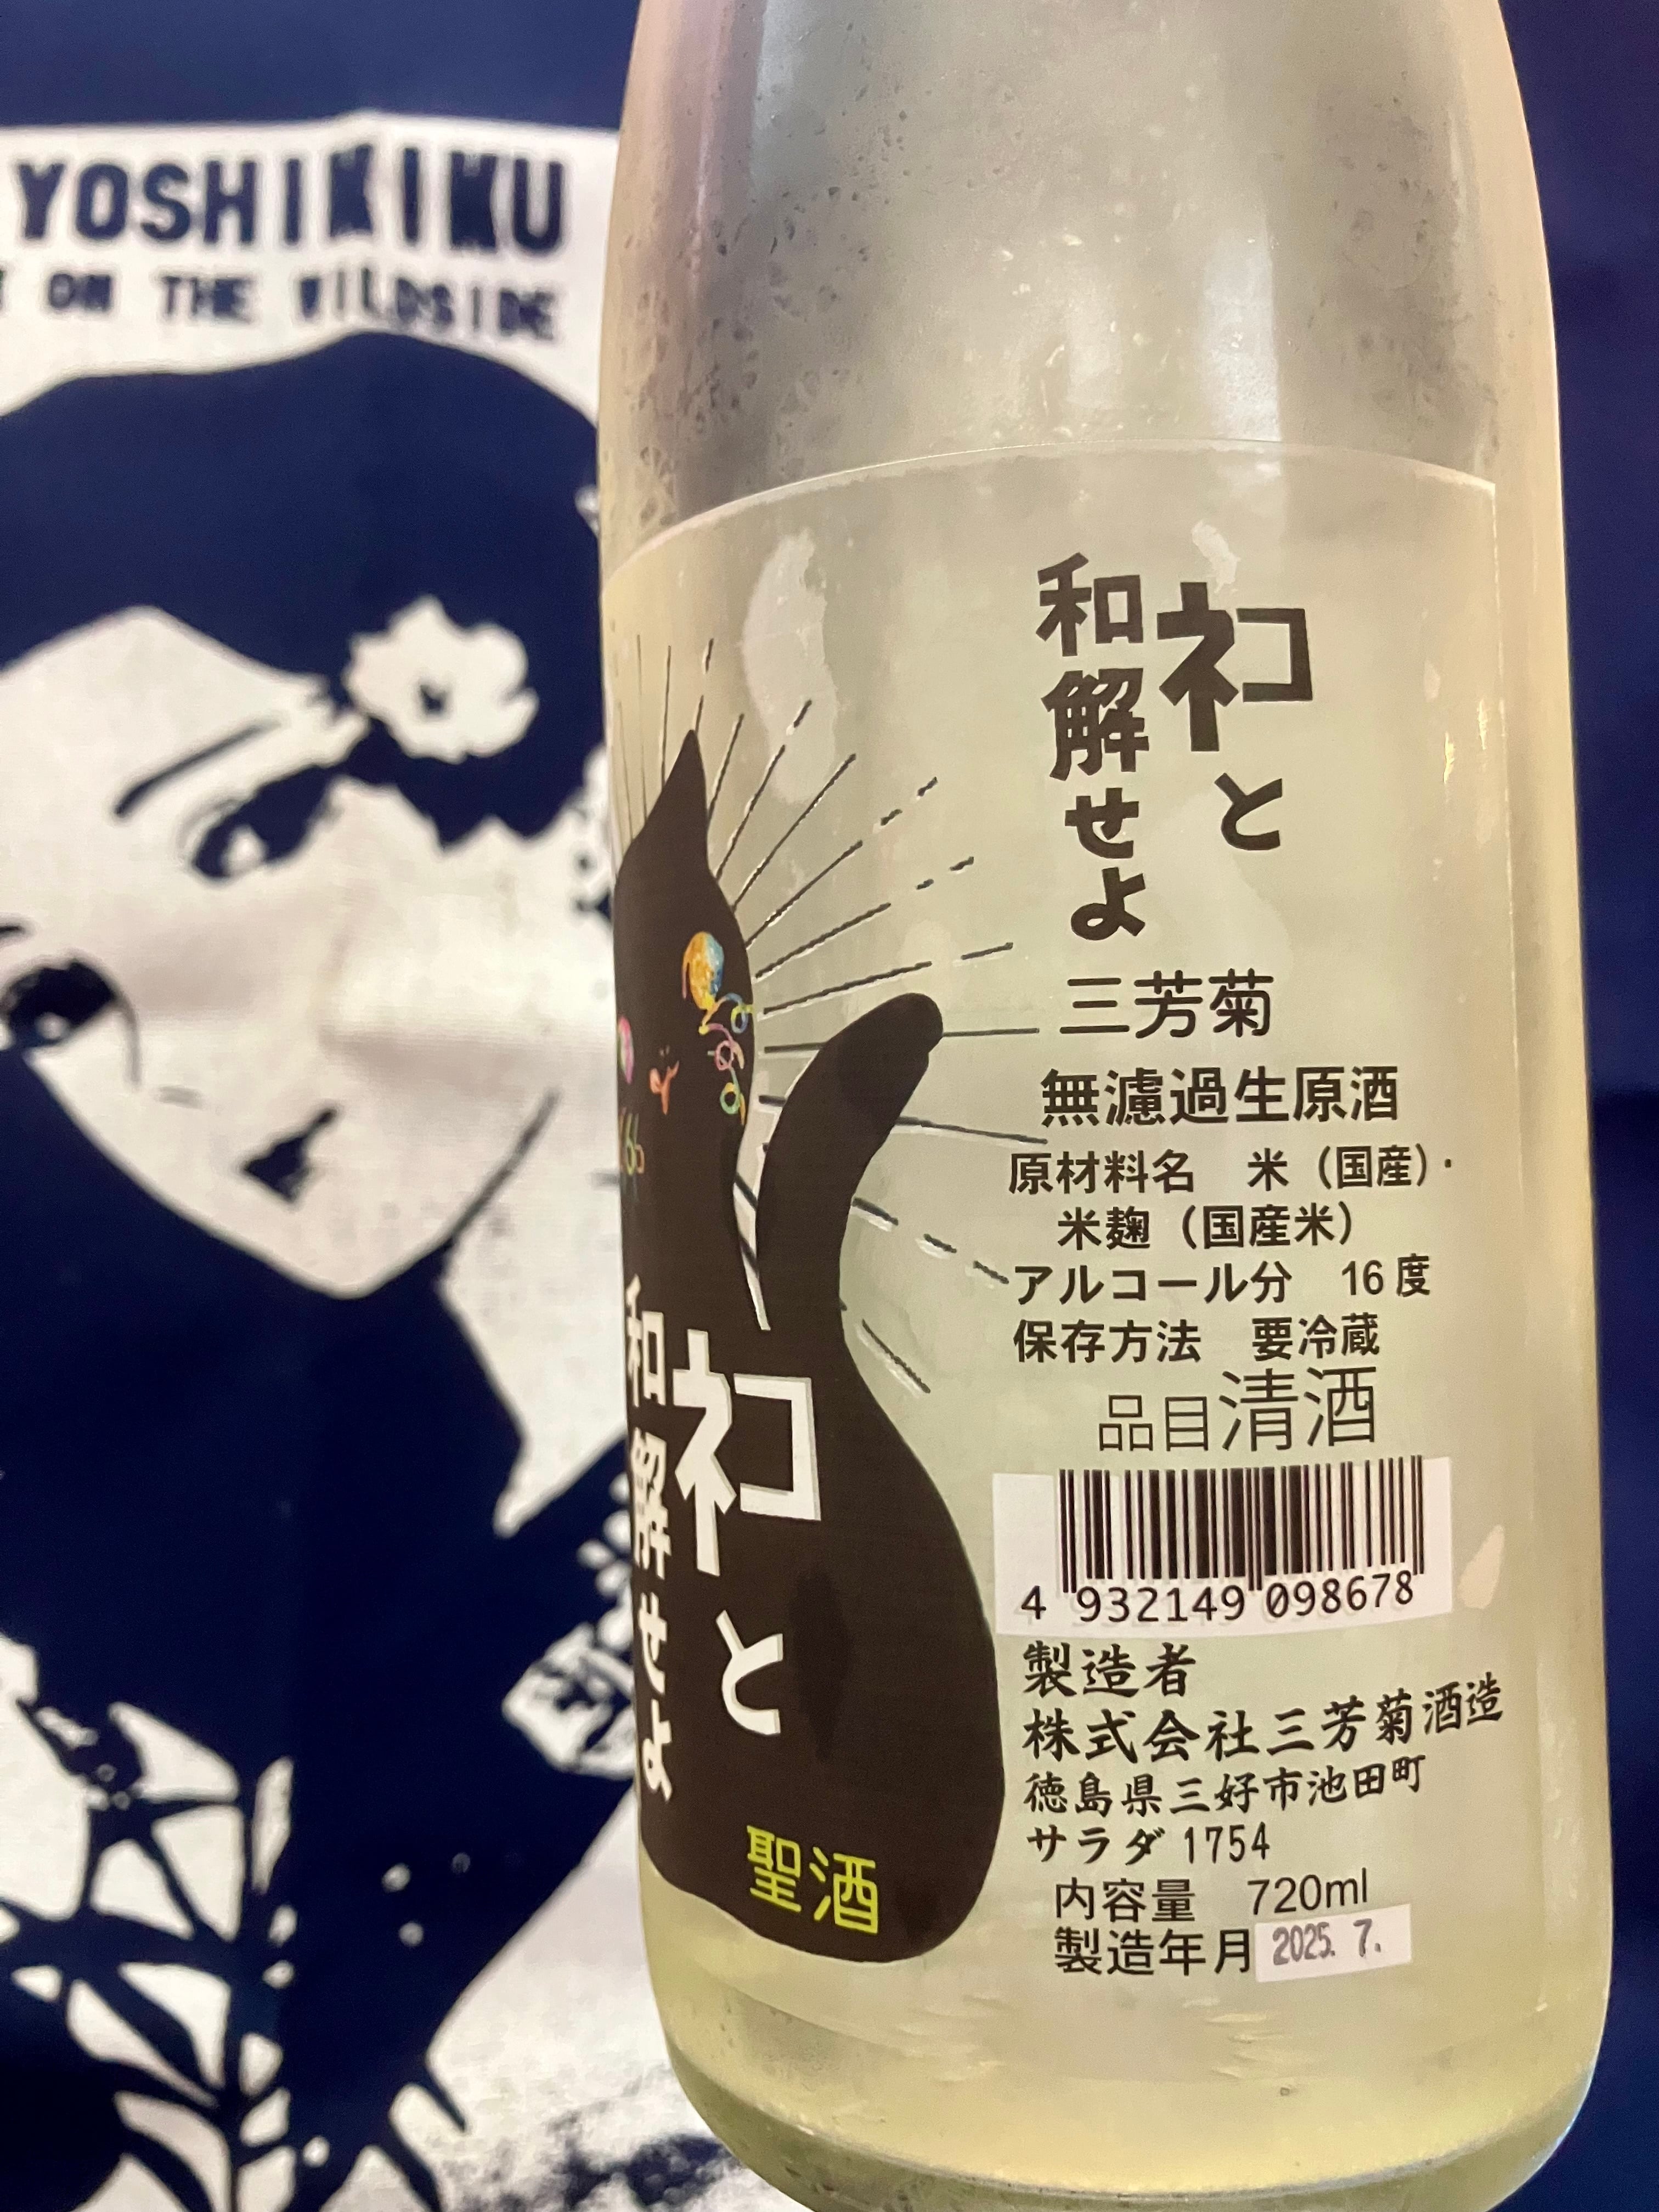 YOSHIKIKU
ON THE WILDSIDE
ネコと
和解せよ
三芳菊
無濾過生原酒
原材料名　米（国産）・
米麹（国産米）
アルコール分　16度
保存方法　要冷蔵
品目清酒
4 932149 098678
製造者
株式会社三芳菊酒造
徳島県三好市池田町
サラダ1754
内容量　720ml
製造年月 2025. 7.
ネコと
和解せよ
聖酒